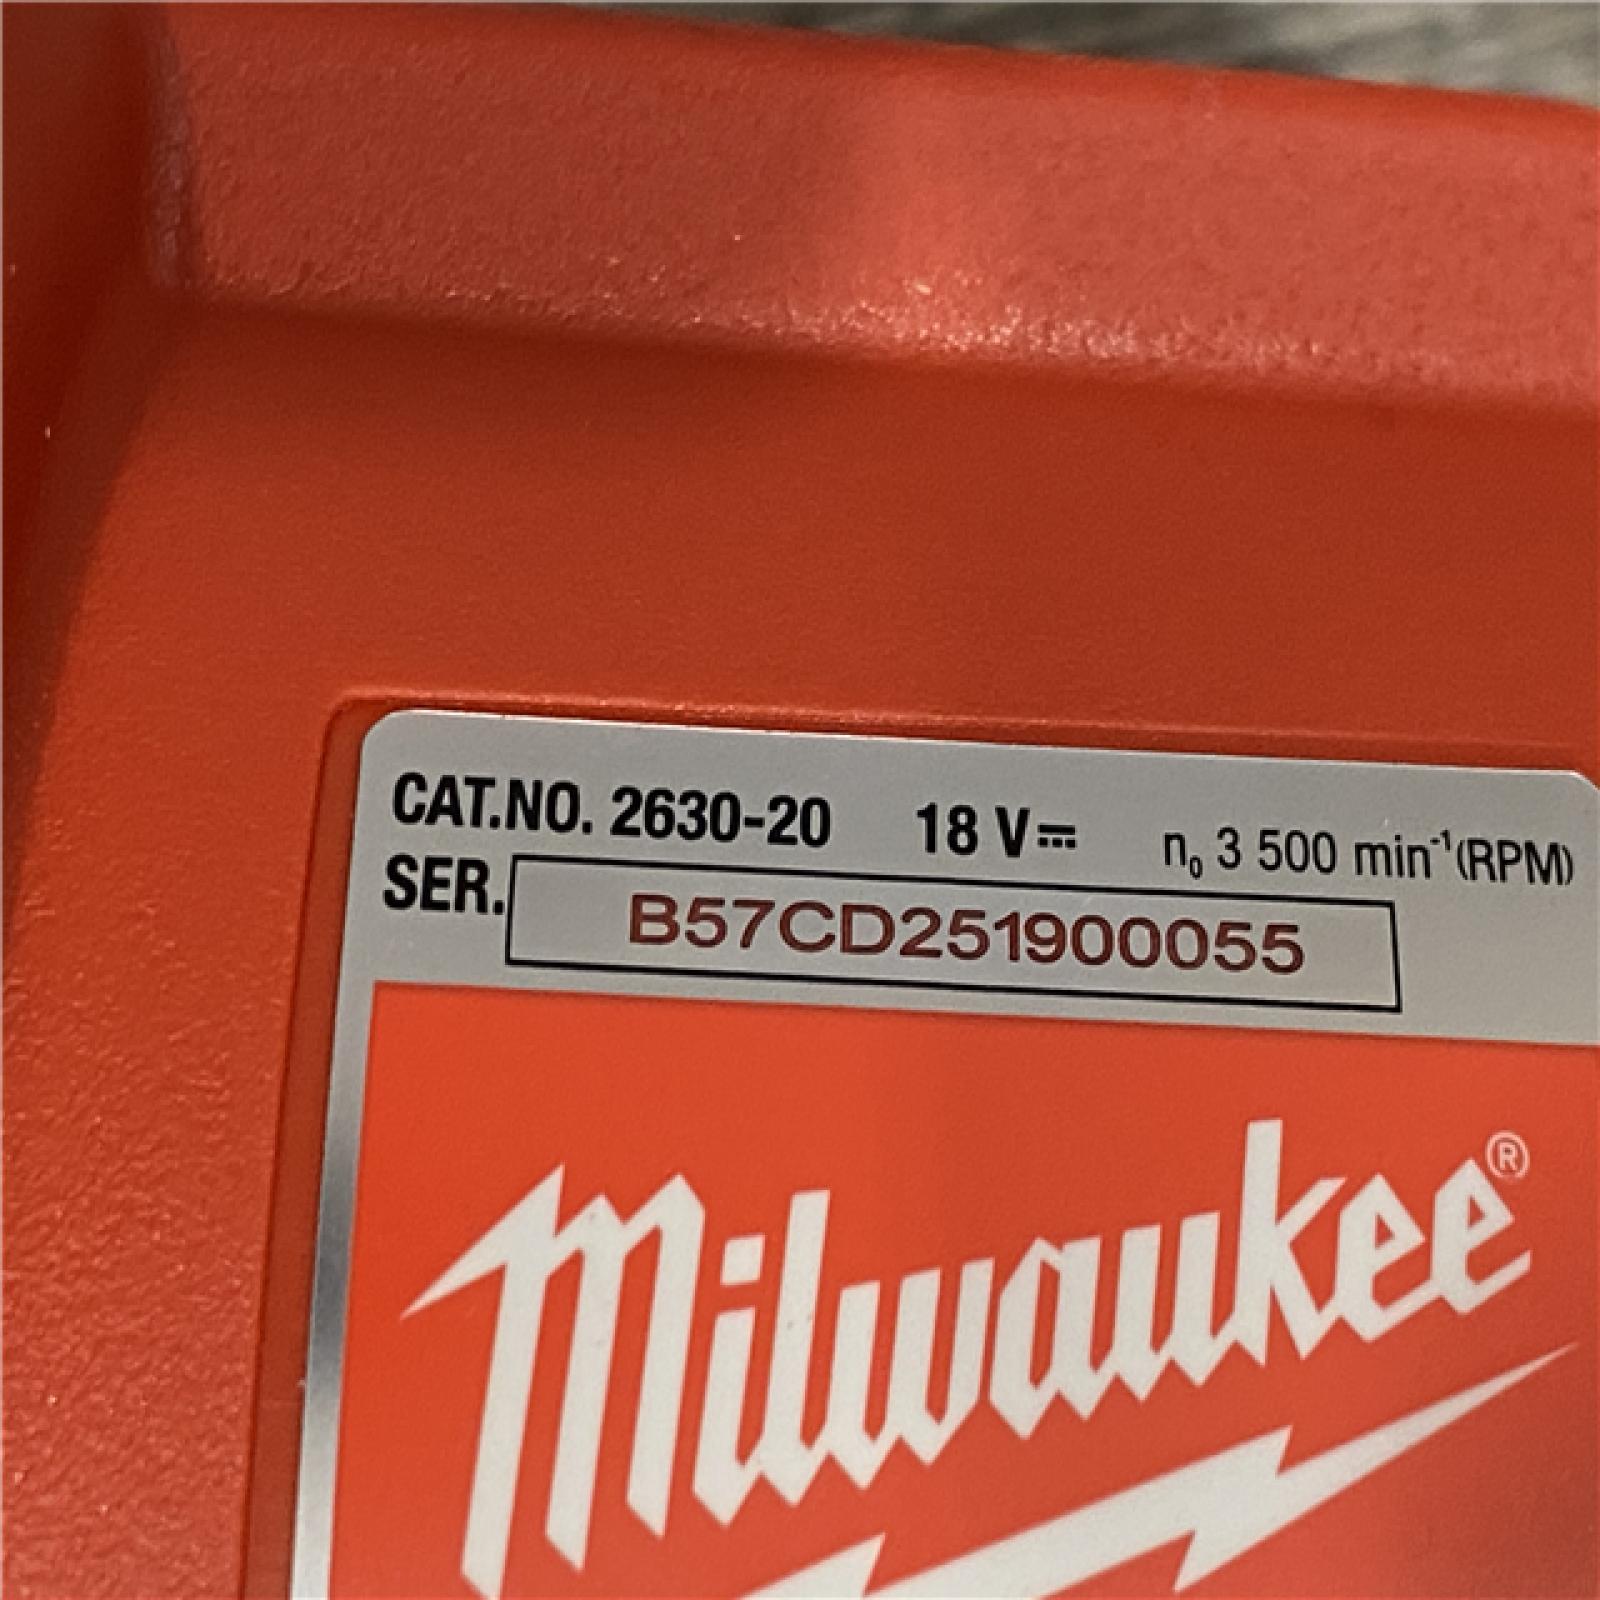 CAT.NO. 2630-20 18 V⎓ n₀ 3 500 min⁻¹(RPM)
SER. B57CD251900055
Milwaukee®